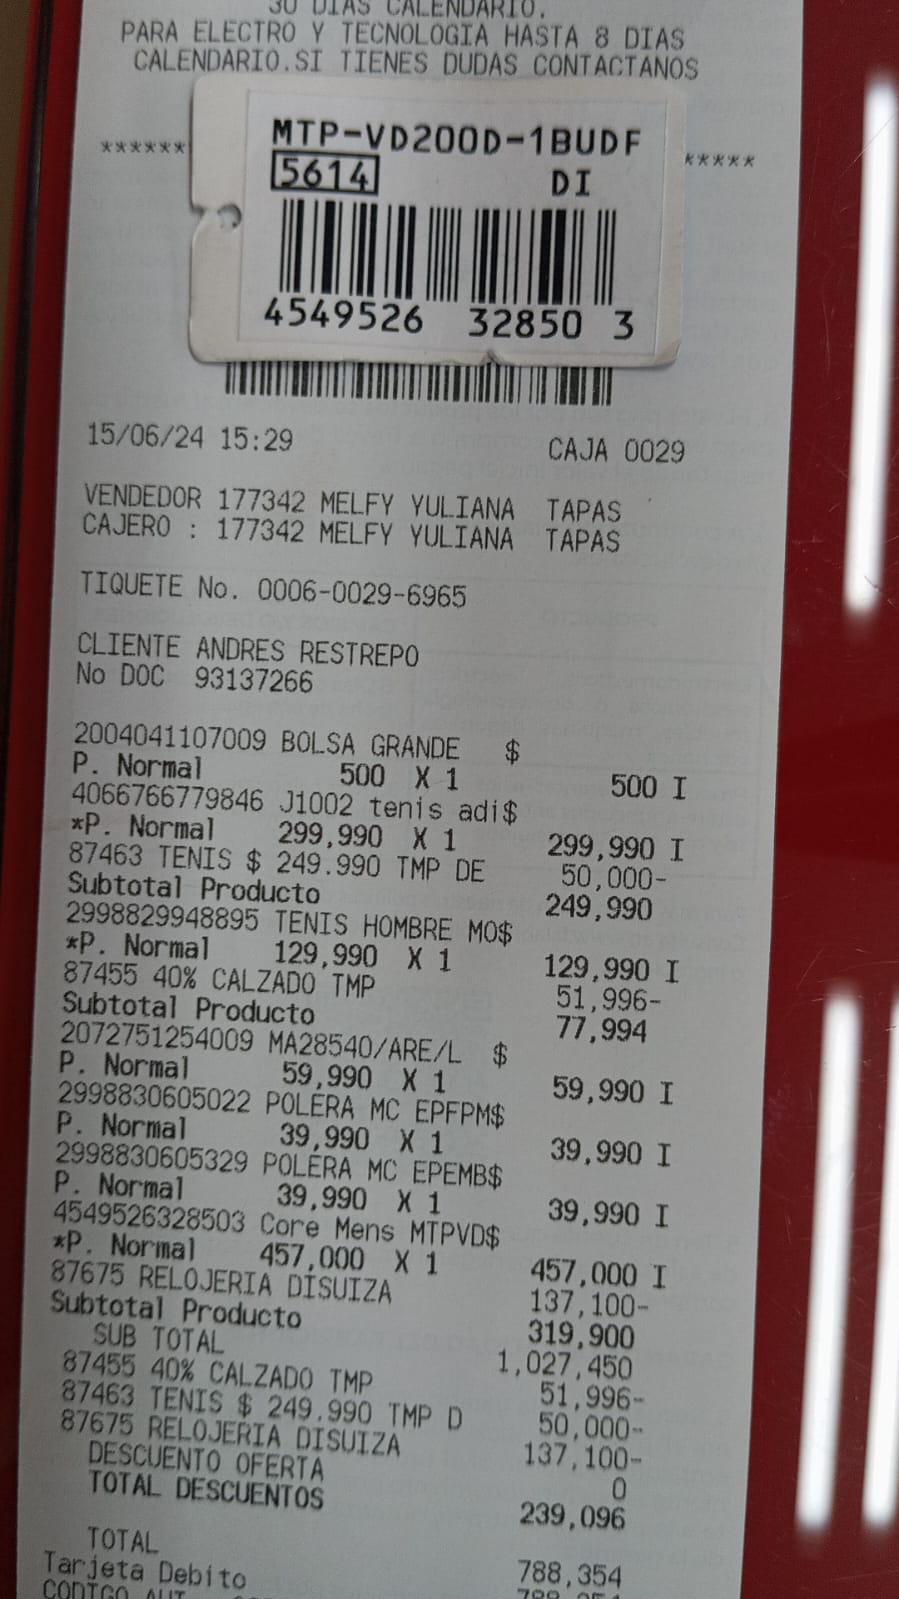 30 DIAS CALENDARIO.
PARA ELECTRO Y TECNOLOGIA HASTA 8 DIAS
CALENDARIO.SI TIENES DUDAS CONTACTANOS
****** *****
MTP-VD200D-1BUDF
5614 DI
4549526 32850 3
15/06/24 15:29 CAJA 0029
VENDEDOR 177342 MELFY YULIANA TAPAS
CAJERO : 177342 MELFY YULIANA TAPAS
TIQUETE No. 0006-0029-6965
CLIENTE ANDRES RESTREPO
No DOC 93137266
2004041107009 BOLSA GRANDE $
P. Normal 500 X 1 500 I
4066766779846 J1002 tenis adi$
*P. Normal 299,990 X 1 299,990 I
87463 TENIS $ 249.990 TMP DE 50,000-
Subtotal Producto 249,990
2998829948895 TENIS HOMBRE MO$
*P. Normal 129,990 X 1 129,990 I
87455 40% CALZADO TMP 51,996-
Subtotal Producto 77,994
2072751254009 MA28540/ARE/L $
P. Normal 59,990 X 1 59,990 I
2998830605022 POLERA MC EPFPM$
P. Normal 39,990 X 1 39,990 I
2998830605329 POLERA MC EPEMB$
P. Normal 39,990 X 1 39,990 I
4549526328503 Core Mens MTPVD$
*P. Normal 457,000 X 1 457,000 I
87675 RELOJERIA DISUIZA 137,100-
Subtotal Producto 319,900
SUB TOTAL 1,027,450
87455 40% CALZADO TMP 51,996-
87463 TENIS $ 249.990 TMP D 50,000-
87675 RELOJERIA DISUIZA 137,100-
DESCUENTO OFERTA 0
TOTAL DESCUENTOS 239,096
TOTAL 788,354
Tarjeta Debito 788,354
CODIGO AUT